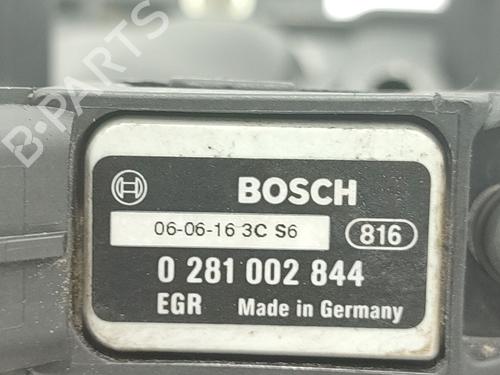 B-PARTS
BOSCH
06-06-16 3C S6
816
0 281 002 844
EGR Made in Germany